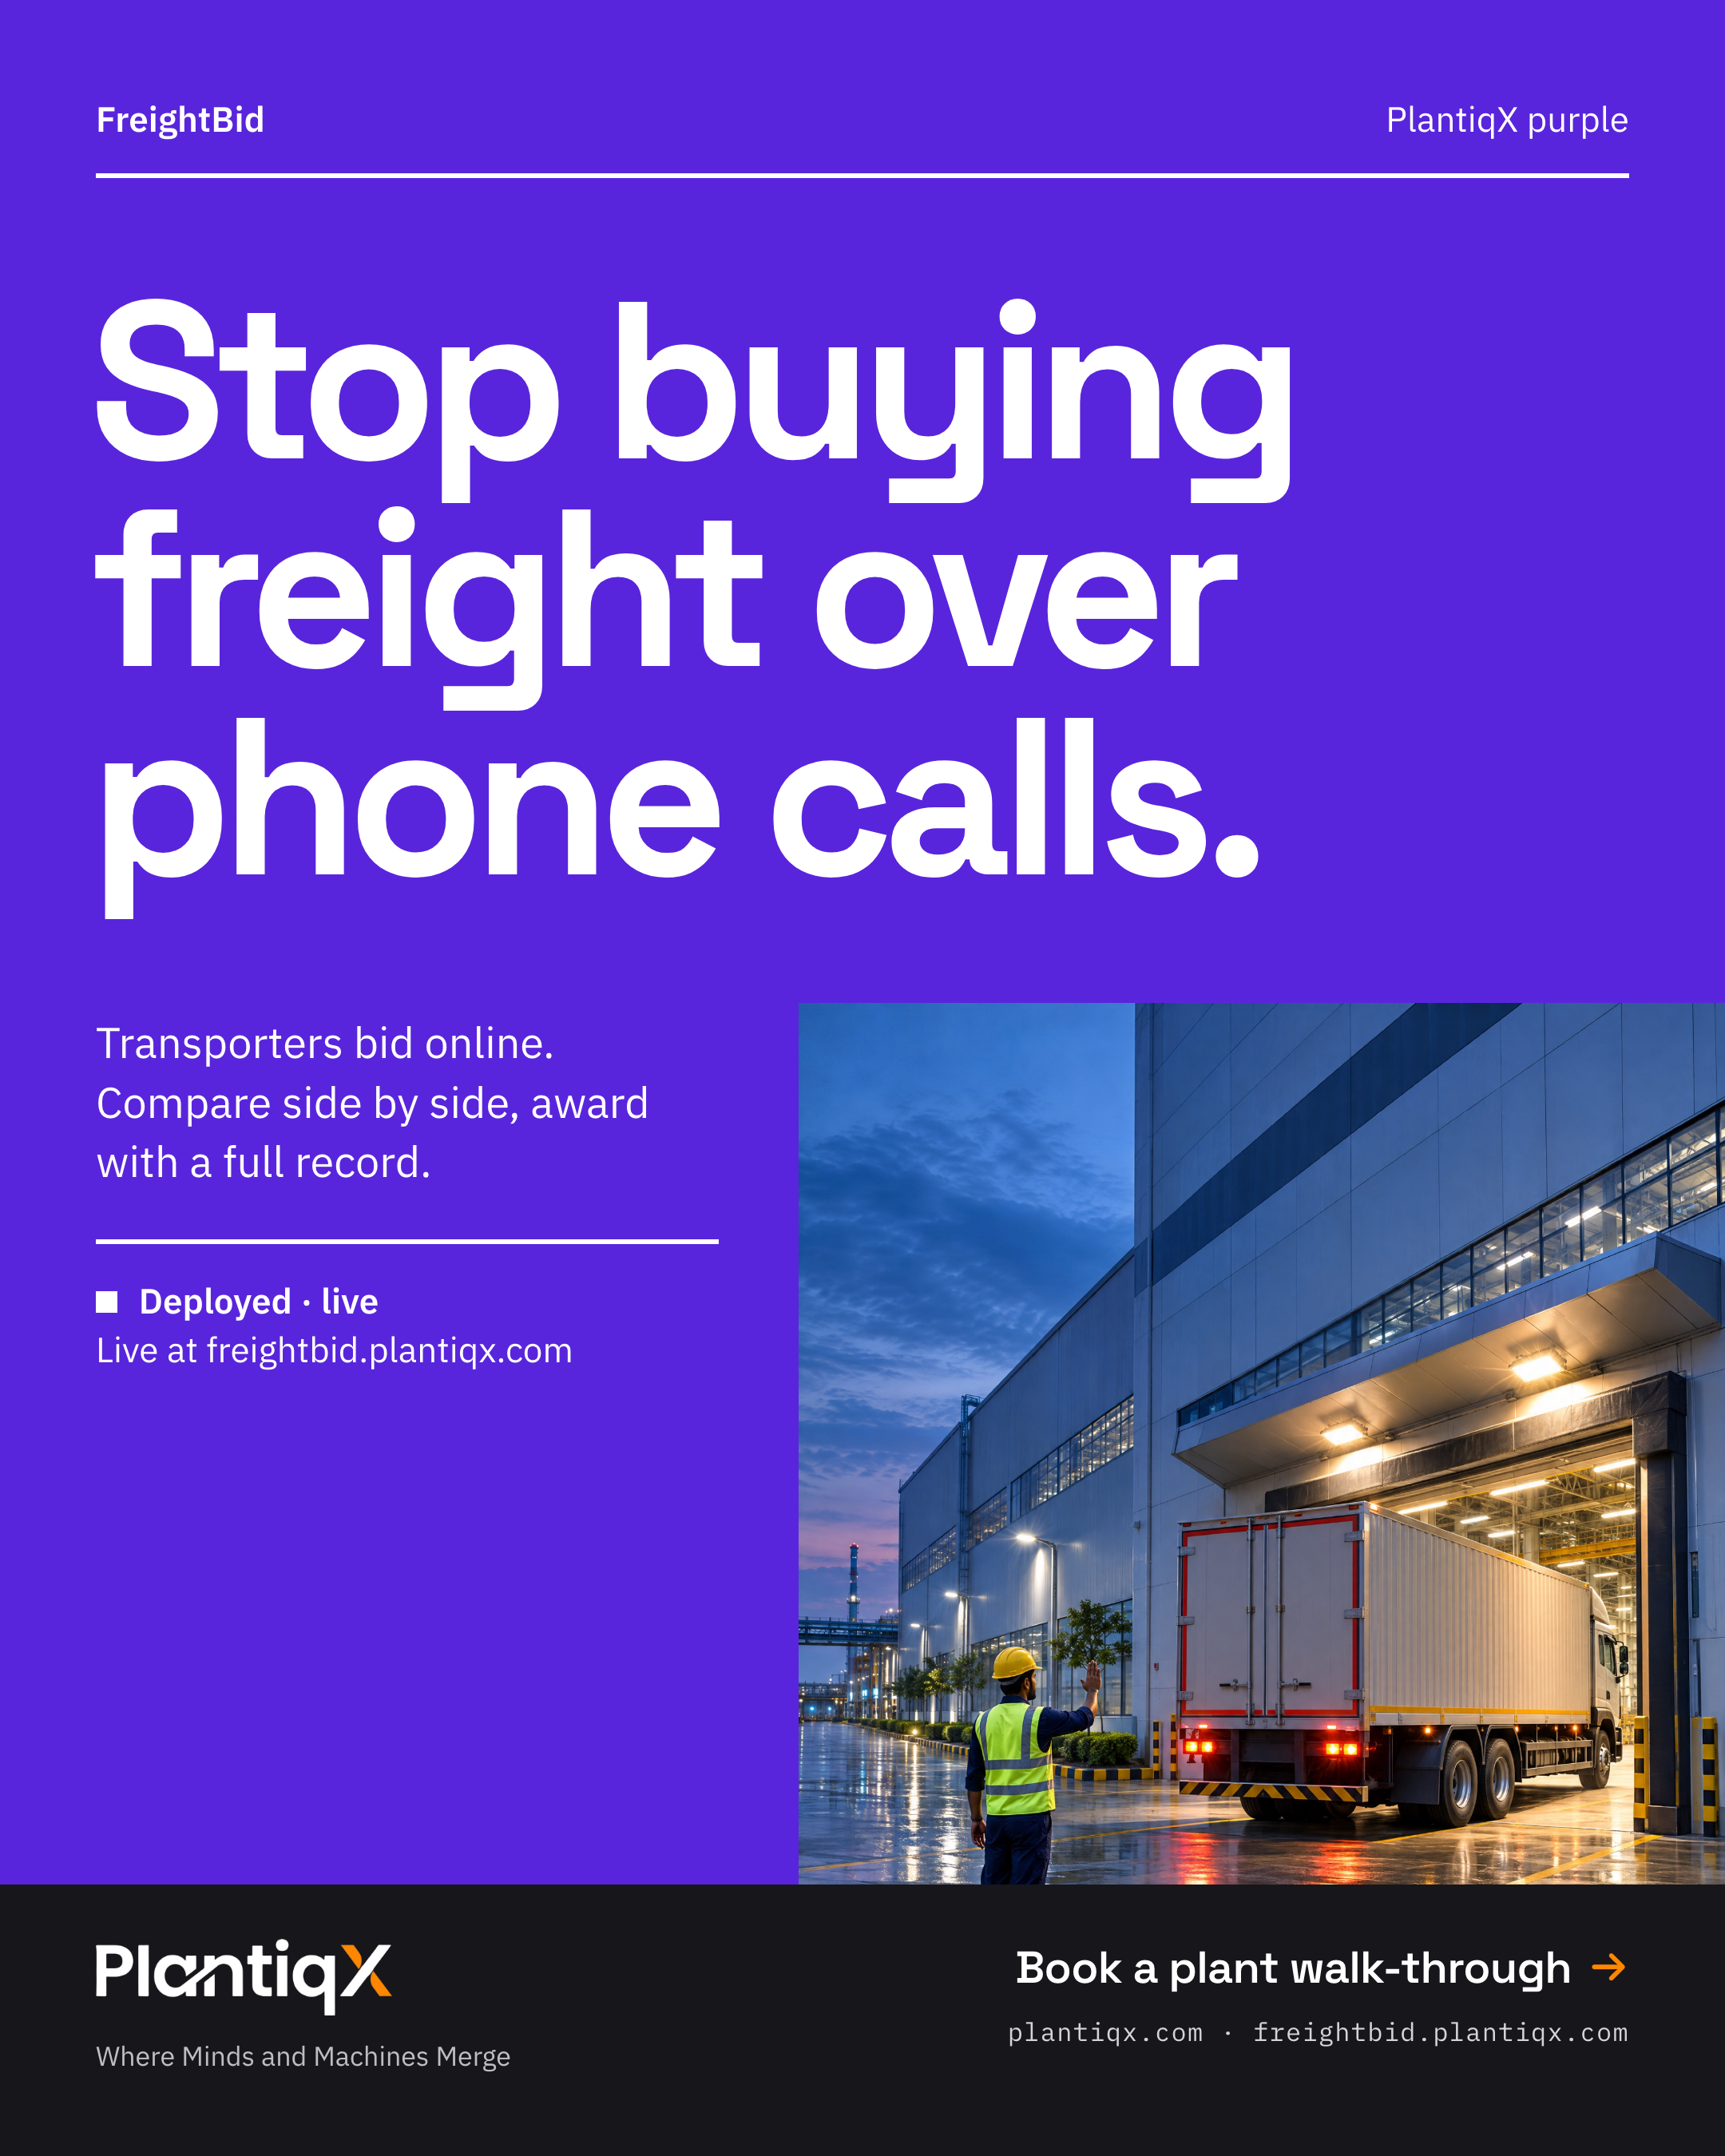 FreightBid
PlantiqX purple
Stop buying
freight over
phone calls.
Transporters bid online.
Compare side by side, award
with a full record.
Deployed · live
Live at freightbid.plantiqx.com
PlantiqX
Where Minds and Machines Merge
Book a plant walk-through →
plantiqx.com · freightbid.plantiqx.com